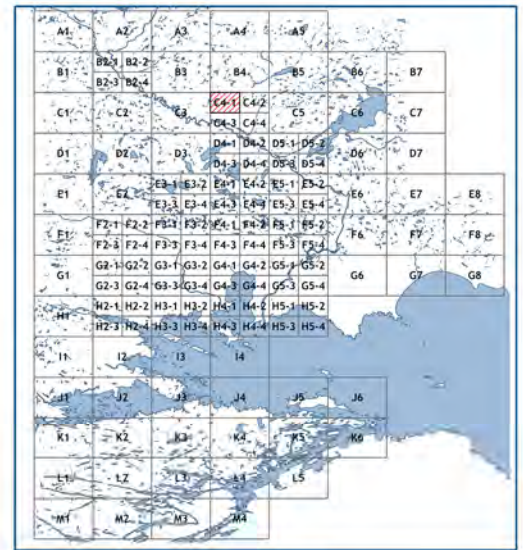 A1 A2 A3 A4 A5
B2-1 B2-2
B1 B3 B4 B5 B6 B7
B2-3 B2-4
C4-1 C4-2
C1 C2 C3 C5 C6 C7
C4-3 C4-4
D4-1 D4-2 D5-1 D5-2
D1 D2 D3 D6 D7
D4-3 D4-4 D5-3 D5-4
E3-1 E3-2 E4-1 E4-2 E5-1 E5-2
E1 E2 E6 E7 E8
E3-3 E3-4 E4-3 E4-4 E5-3 E5-4
F2-1 F2-2 F3-1 F3-2 F4-1 F4-2 F5-1 F5-2
F1 F6 F7 F8
F2-3 F2-4 F3-3 F3-4 F4-3 F4-4 F5-3 F5-4
G2-1 G2-2 G3-1 G3-2 G4-1 G4-2 G5-1 G5-2
G1 G6 G7 G8
G2-3 G2-4 G3-3 G3-4 G4-3 G4-4 G5-3 G5-4
H2-1 H2-2 H3-1 H3-2 H4-1 H4-2 H5-1 H5-2
H1
H2-3 H2-4 H3-3 H3-4 H4-3 H4-4 H5-3 H5-4
I1 I2 I3 I4
J1 J2 J3 J4 J5 J6
K1 K2 K3 K4 K5 K6
L1 L2 L3 L4 L5
M1 M2 M3 M4